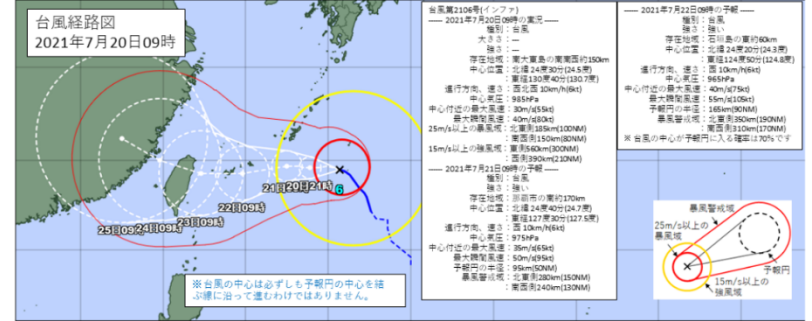 台風経路図
2021年7月20日09時
25日09時
24日09時
23日09時
22日09時
21日09時
20日21時
6
※台風の中心は必ずしも予報円の中心を結
ぶ線に沿って進むわけではありません。
台風第2106号(インファ)
―― 2021年7月20日09時の実況 ――
種別：台風
大きさ：―
強さ：―
存在地域：南大東島の南南西約150km
中心位置：北緯 24度30分(24.5度)
東経130度40分(130.7度)
進行方向、速さ：西北西 10km/h(6kt)
中心気圧：985hPa
中心付近の最大風速：30m/s(55kt)
最大瞬間風速：40m/s(80kt)
25m/s以上の暴風域：北東側185km(100NM)
南西側150km(80NM)
15m/s以上の強風域：東側560km(300NM)
西側390km(210NM)
―― 2021年7月21日09時の予報 ――
種別：台風
強さ：強い
存在地域：那覇市の南約170km
中心位置：北緯 24度40分(24.7度)
東経127度30分(127.5度)
進行方向、速さ：西 10km/h(6kt)
中心気圧：975hPa
中心付近の最大風速：35m/s(65kt)
最大瞬間風速：50m/s(95kt)
予報円の半径：95km(50NM)
暴風警戒域：北東側280km(150NM)
南西側240km(130NM)
―― 2021年7月22日09時の予報 ――
種別：台風
強さ：強い
存在地域：石垣島の東約60km
中心位置：北緯 24度20分(24.3度)
東経124度50分(124.8度)
進行方向、速さ：西 10km/h(6kt)
中心気圧：965hPa
中心付近の最大風速：40m/s(75kt)
最大瞬間風速：55m/s(105kt)
予報円の半径：165km(90NM)
暴風警戒域：北東側350km(190NM)
南西側310km(170NM)
※ 台風の中心が予報円に入る確率は70%です
暴風警戒域
25m/s以上の
暴風域
予報円
15m/s以上の
強風域